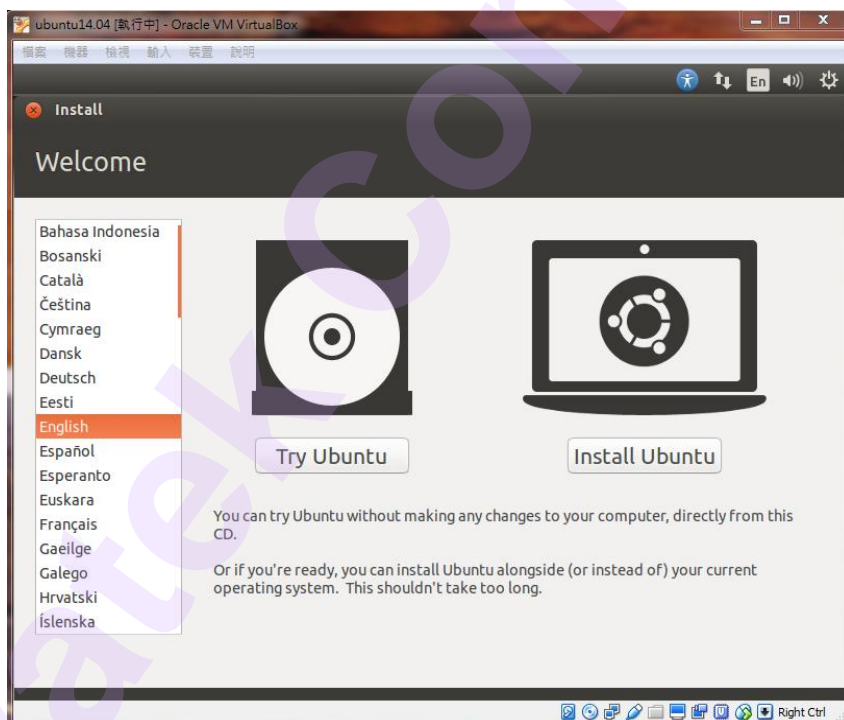 ubuntu14.04 [執行中] - Oracle VM VirtualBox
檔案 機器 檢視 輸入 裝置 說明
En
Install
Welcome
Bahasa Indonesia
Bosanski
Català
Čeština
Cymraeg
Dansk
Deutsch
Eesti
English
Español
Esperanto
Euskara
Français
Gaeilge
Galego
Hrvatski
Íslenska
Try Ubuntu
Install Ubuntu
You can try Ubuntu without making any changes to your computer, directly from this
CD.
Or if you're ready, you can install Ubuntu alongside (or instead of) your current
operating system. This shouldn't take too long.
Right Ctrl